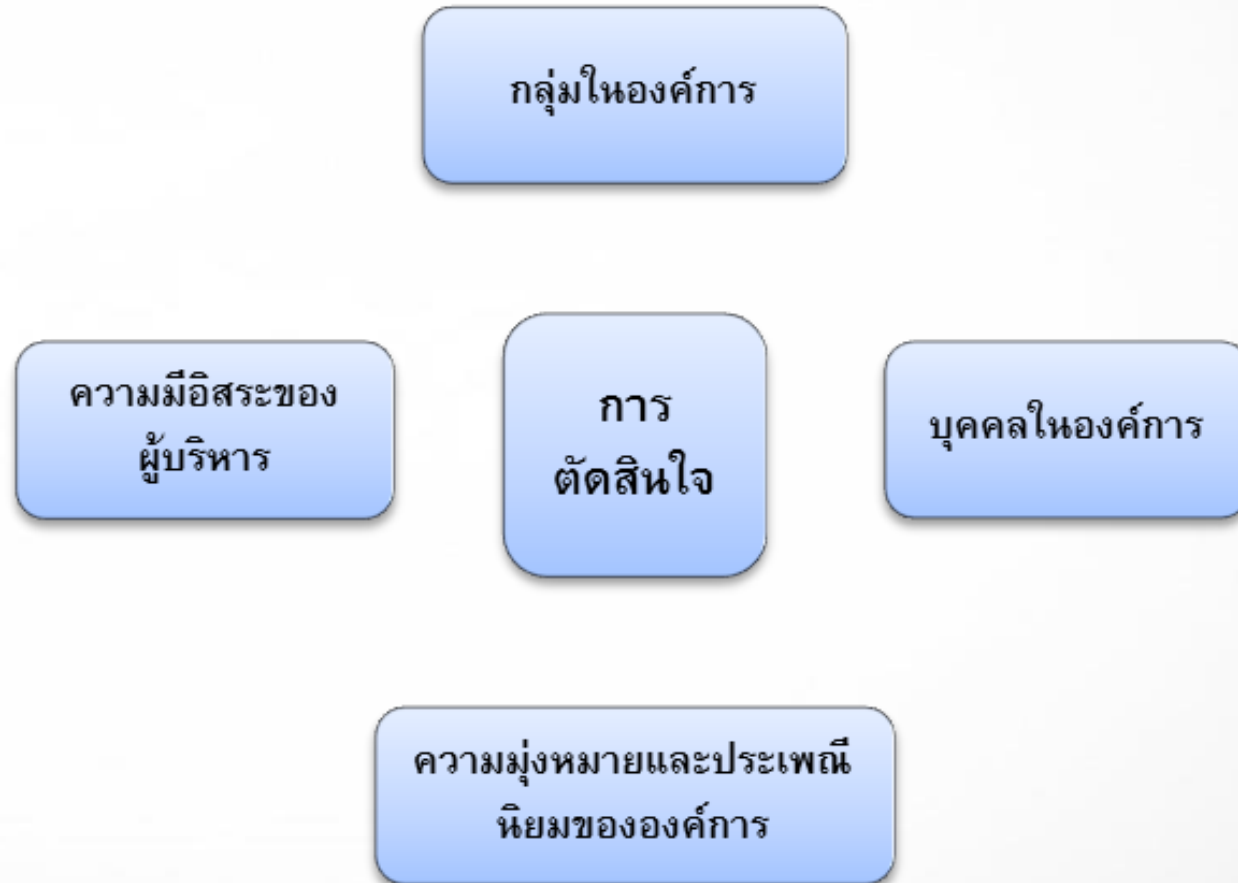 กลุ่มในองค์การ
ความมีอิสระของ
ผู้บริหาร
การ
ตัดสินใจ
บุคคลในองค์การ
ความมุ่งหมายและประเพณี
นิยมขององค์การ